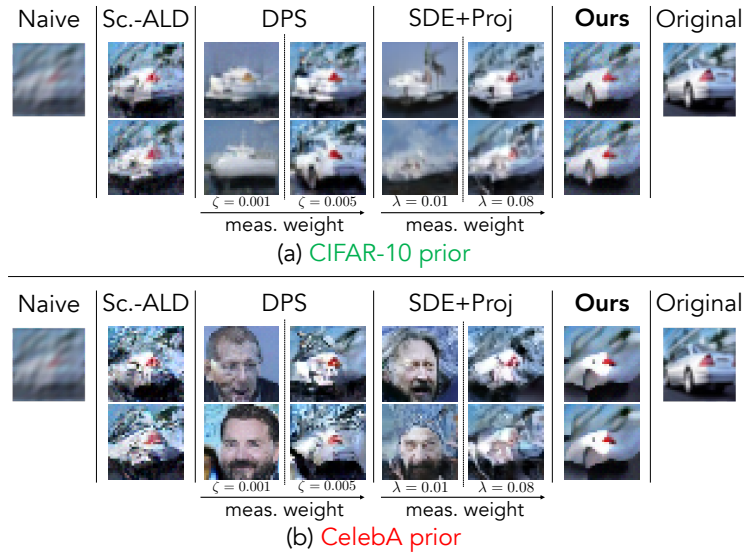 Naive Sc.-ALD DPS SDE+Proj Ours Original
ζ = 0.001 ζ = 0.005 λ = 0.01 λ = 0.08
meas. weight meas. weight
(a) CIFAR-10 prior
Naive Sc.-ALD DPS SDE+Proj Ours Original
ζ = 0.001 ζ = 0.005 λ = 0.01 λ = 0.08
meas. weight meas. weight
(b) CelebA prior